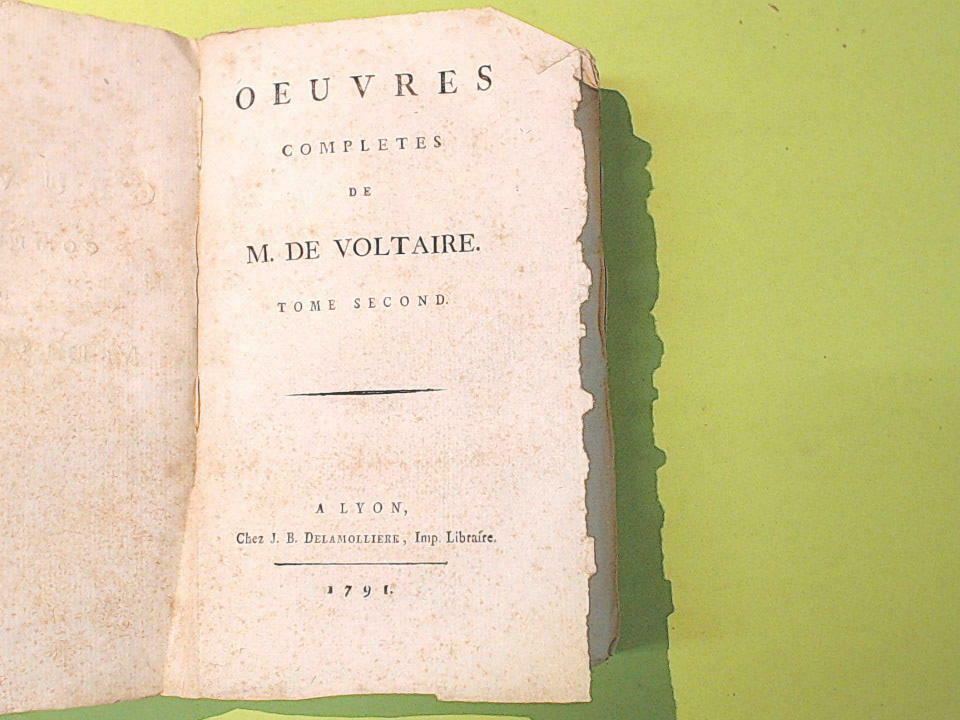 OEUVRES
COMPLETES
DE
M. DE VOLTAIRE.
TOME SECOND.
A LYON,
Chez J. B. DELAMOLLIERE, Imp. Libraire.
1791.